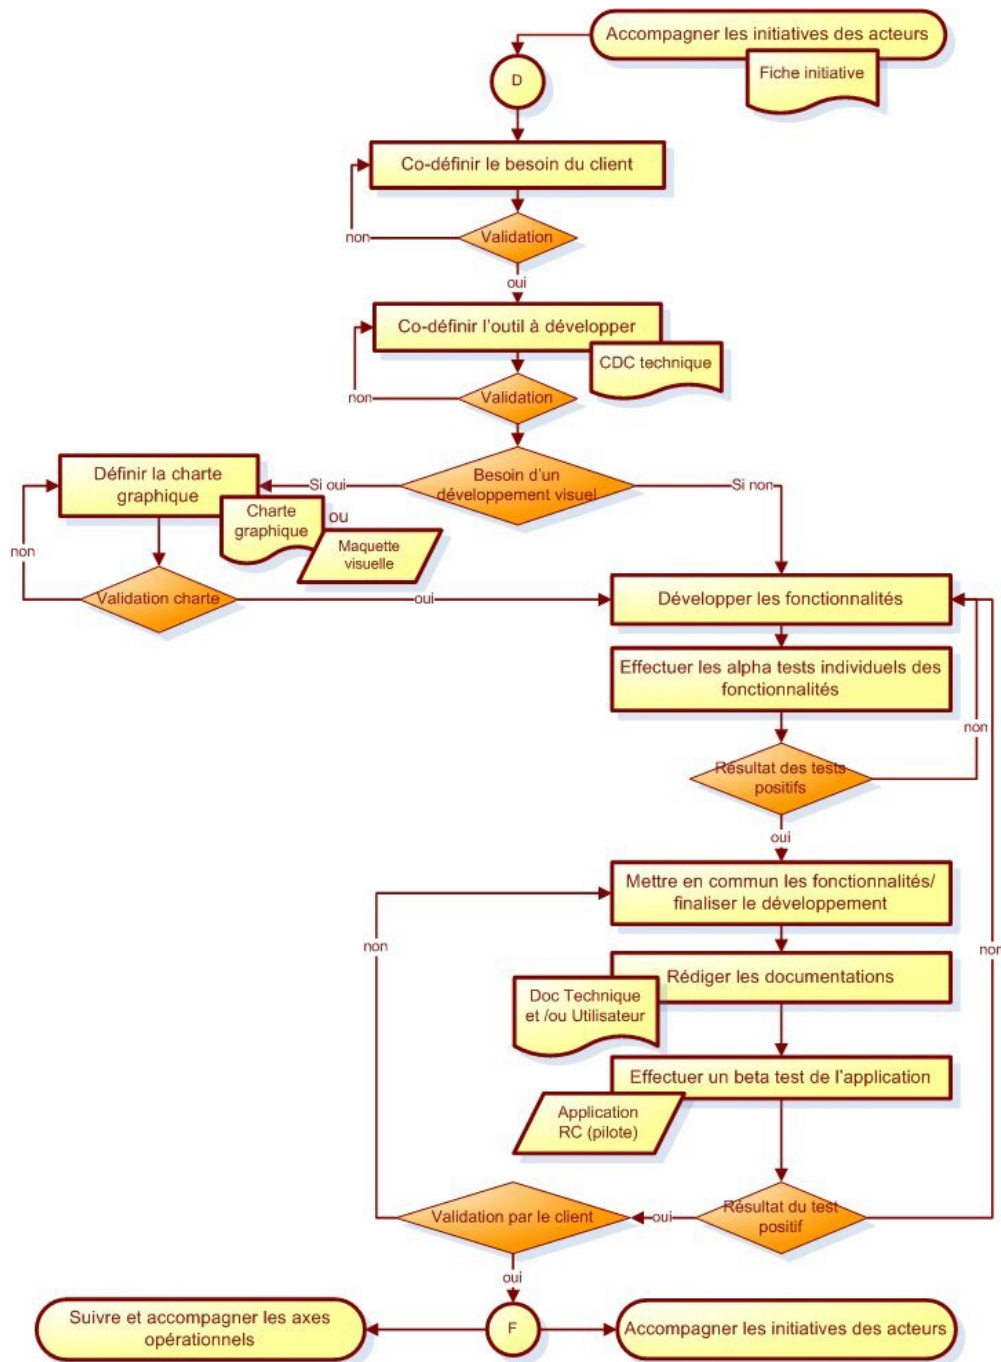 Accompagner les initiatives des acteurs
Fiche initiative
D
Co-définir le besoin du client
Validation
non
oui
Co-définir l'outil à développer
CDC technique
Validation
non
Besoin d'un
développement visuel
Si oui
Si non
Définir la charte
graphique
Charte
graphique
ou
Maquette
visuelle
non
Validation charte
oui
Développer les fonctionnalités
Effectuer les alpha tests individuels des
fonctionnalités
non
Résultat des tests
positifs
oui
Mettre en commun les fonctionnalités/
finaliser le développement
non
non
Rédiger les documentations
Doc Technique
et /ou Utilisateur
Effectuer un beta test de l'application
Application
RC (pilote)
Validation par le client
oui
Résultat du test
positif
oui
Suivre et accompagner les axes
opérationnels
F
Accompagner les initiatives des acteurs